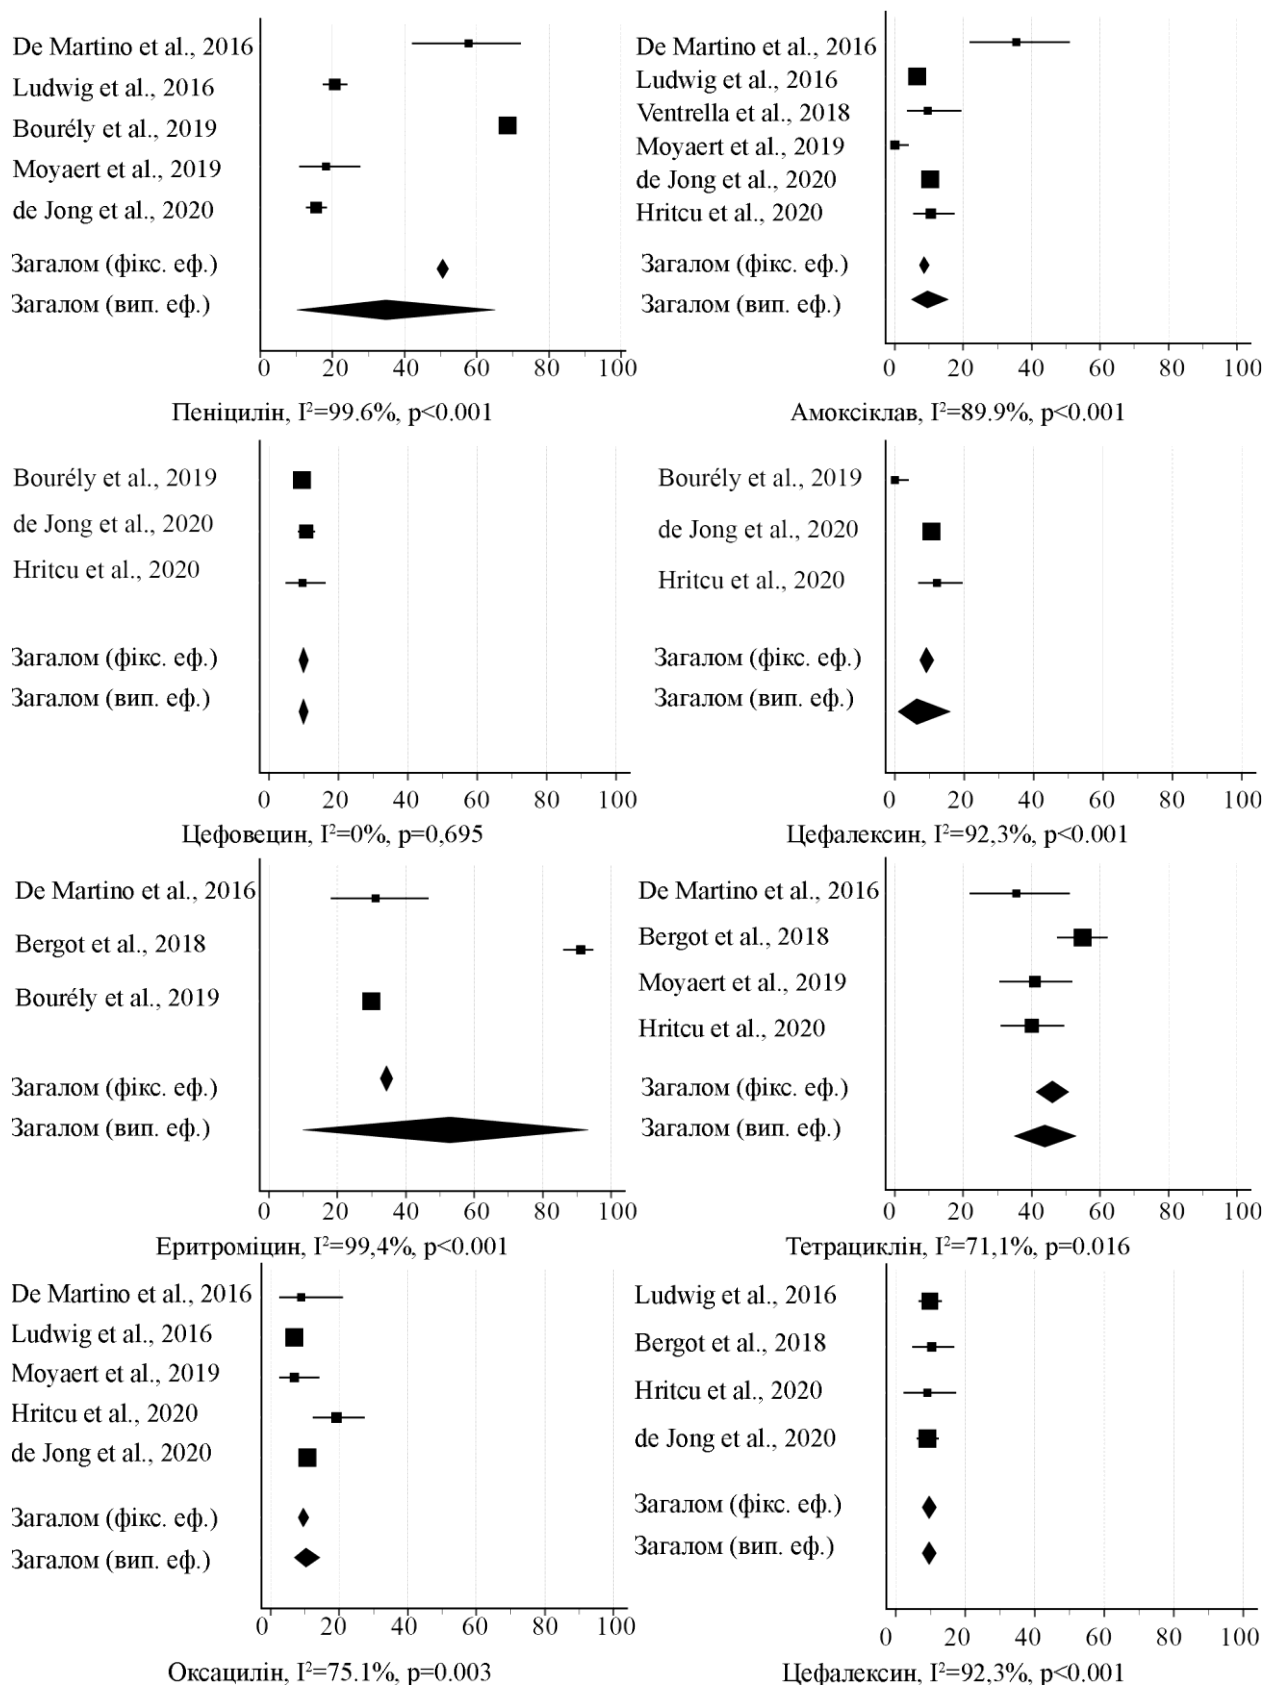 De Martino et al., 2016
Ludwig et al., 2016
Bourély et al., 2019
Moyaert et al., 2019
de Jong et al., 2020
Загалом (фікс. еф.)
Загалом (вип. еф.)
0 20 40 60 80 100
Пеніцилін, I²=99.6%, p<0.001
De Martino et al., 2016
Ludwig et al., 2016
Ventrella et al., 2018
Moyaert et al., 2019
de Jong et al., 2020
Hritcu et al., 2020
Загалом (фікс. еф.)
Загалом (вип. еф.)
0 20 40 60 80 100
Амоксіклав, I²=89.9%, p<0.001
Bourély et al., 2019
de Jong et al., 2020
Hritcu et al., 2020
Загалом (фікс. еф.)
Загалом (вип. еф.)
0 20 40 60 80 100
Цефовецин, I²=0%, p=0,695
Bourély et al., 2019
de Jong et al., 2020
Hritcu et al., 2020
Загалом (фікс. еф.)
Загалом (вип. еф.)
0 20 40 60 80 100
Цефалексин, I²=92,3%, p<0.001
De Martino et al., 2016
Bergot et al., 2018
Bourély et al., 2019
Загалом (фікс. еф.)
Загалом (вип. еф.)
0 20 40 60 80 100
Еритроміцин, I²=99,4%, p<0.001
De Martino et al., 2016
Bergot et al., 2018
Moyaert et al., 2019
Hritcu et al., 2020
Загалом (фікс. еф.)
Загалом (вип. еф.)
0 20 40 60 80 100
Тетрациклін, I²=71,1%, p=0.016
De Martino et al., 2016
Ludwig et al., 2016
Moyaert et al., 2019
Hritcu et al., 2020
de Jong et al., 2020
Загалом (фікс. еф.)
Загалом (вип. еф.)
0 20 40 60 80 100
Оксацилін, I²=75.1%, p=0.003
Ludwig et al., 2016
Bergot et al., 2018
Hritcu et al., 2020
de Jong et al., 2020
Загалом (фікс. еф.)
Загалом (вип. еф.)
0 20 40 60 80 100
Цефалексин, I²=92,3%, p<0.001